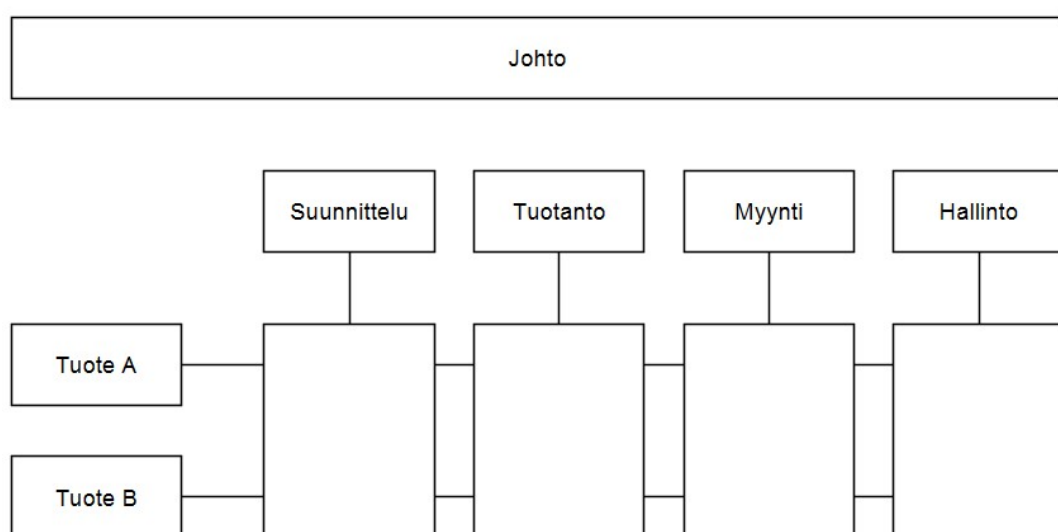 Johto
Suunnittelu
Tuotanto
Myynti
Hallinto
Tuote A
Tuote B